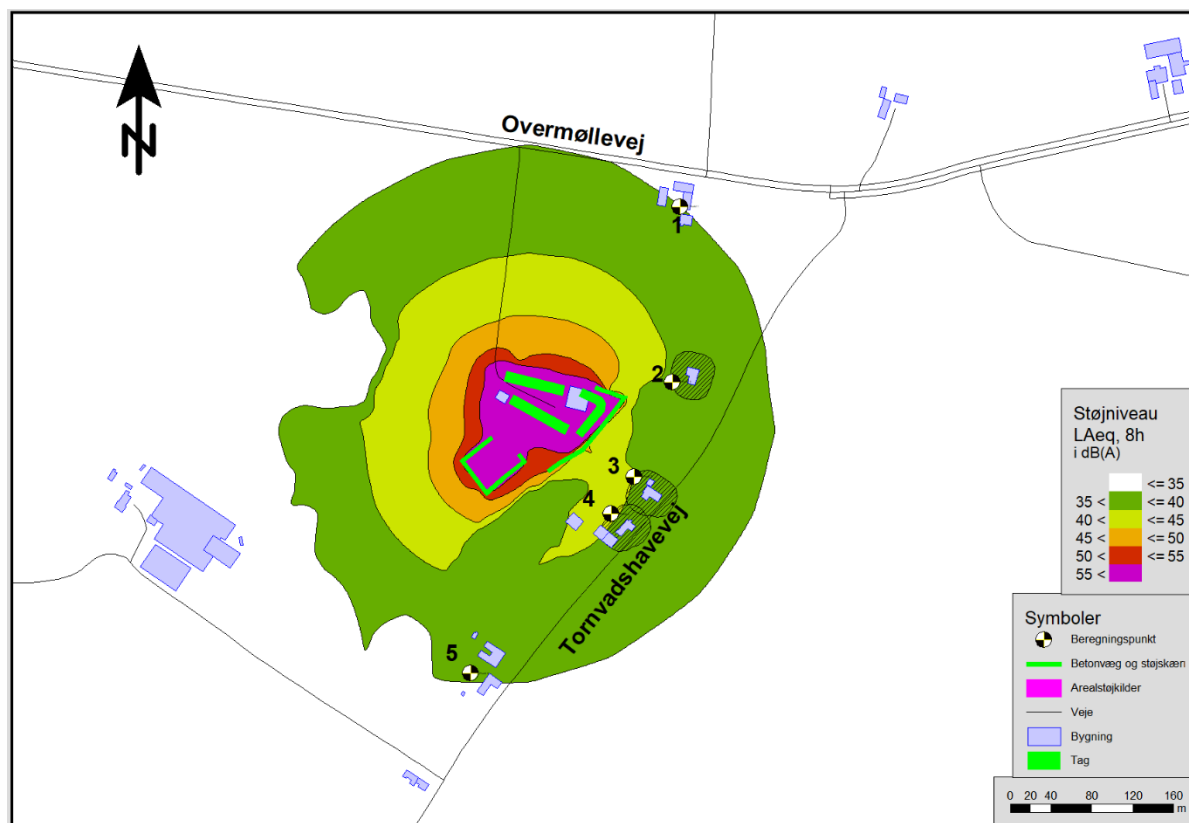 N
Overmøllevej
1
2
3
4
5
Tornvadshavevej
Støjniveau
LAeq, 8h
i dB(A)
<= 35
35 < <= 40
40 < <= 45
45 < <= 50
50 < <= 55
55 <
Symboler
Beregningspunkt
Betonvæg og støjskæn
Arealstøjkilder
Veje
Bygning
Tag
0 20 40 80 120 160
m